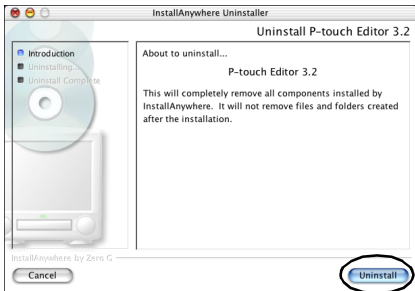 InstallAnywhere Uninstaller
Uninstall P-touch Editor 3.2
Introduction
Uninstalling...
Uninstall Complete
About to uninstall...
P-touch Editor 3.2
This will completely remove all components installed by
InstallAnywhere. It will not remove files and folders created
after the installation.
InstallAnywhere by Zero G
Cancel
Uninstall